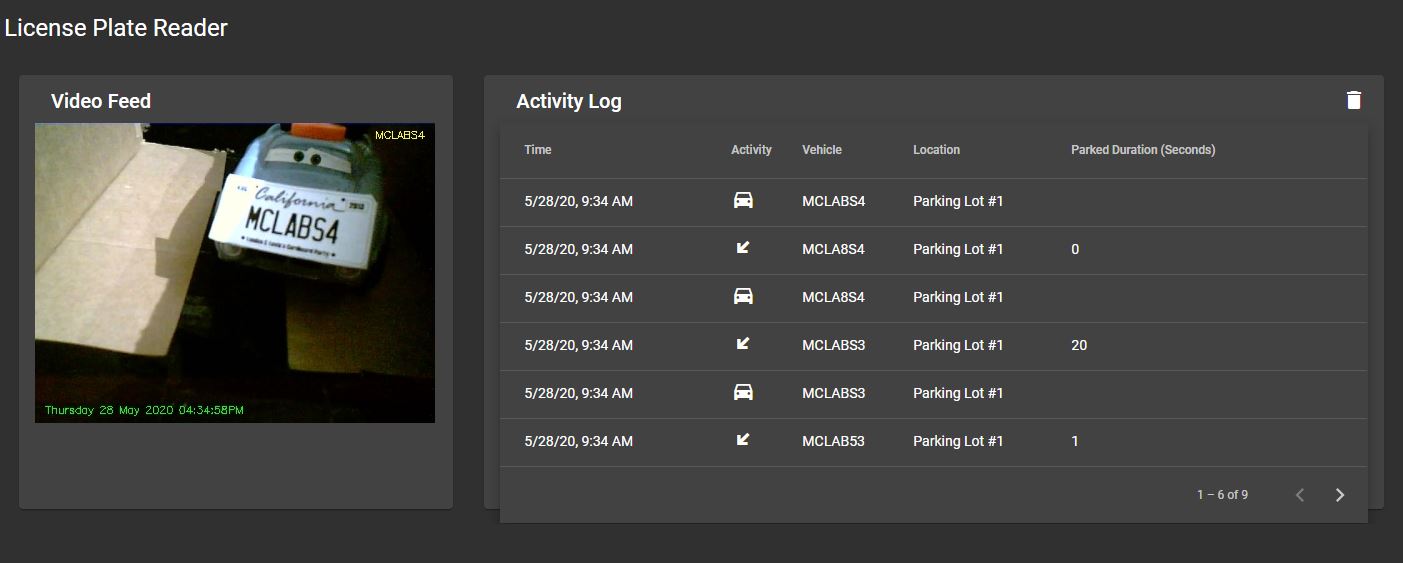 License Plate Reader
Video Feed
MCLABS4
California 2013
MCLABS4
Thursday 28 May 2020 04:34:58PM
Activity Log
Time Activity Vehicle Location Parked Duration (Seconds)
5/28/20, 9:34 AM MCLABS4 Parking Lot #1
5/28/20, 9:34 AM MCLA8S4 Parking Lot #1 0
5/28/20, 9:34 AM MCLA8S4 Parking Lot #1
5/28/20, 9:34 AM MCLABS3 Parking Lot #1 20
5/28/20, 9:34 AM MCLABS3 Parking Lot #1
5/28/20, 9:34 AM MCLAB53 Parking Lot #1 1
1 – 6 of 9